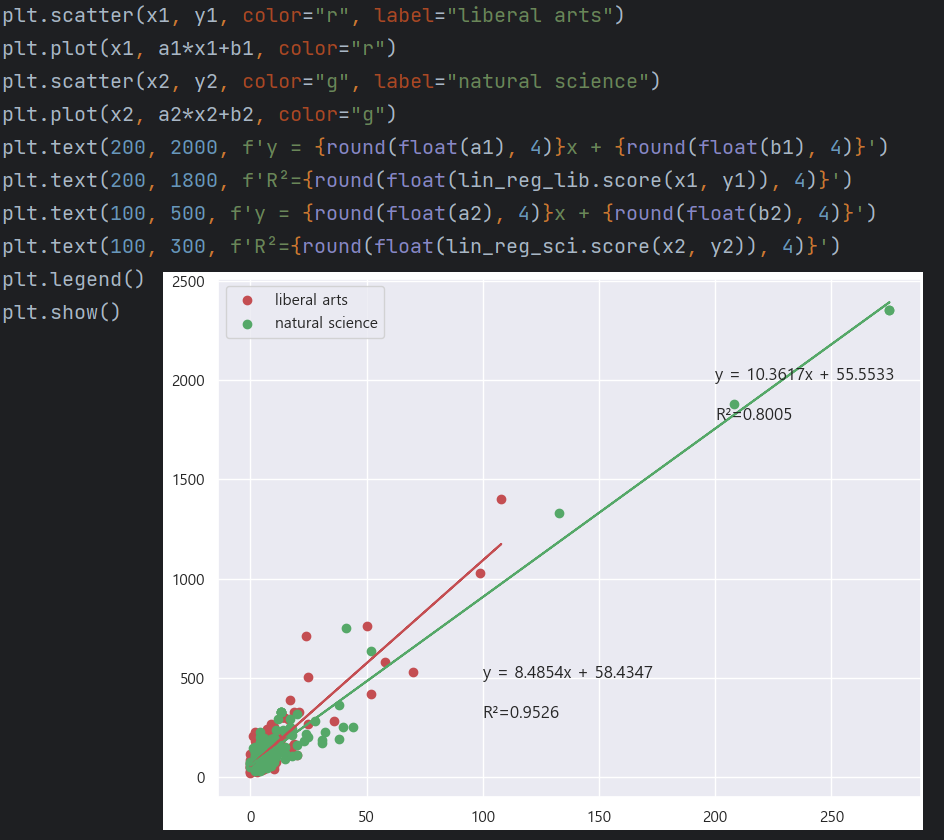 plt.scatter(x1, y1, color="r", label="liberal arts")
plt.plot(x1, a1*x1+b1, color="r")
plt.scatter(x2, y2, color="g", label="natural science")
plt.plot(x2, a2*x2+b2, color="g")
plt.text(200, 2000, f'y = {round(float(a1), 4)}x + {round(float(b1), 4)}')
plt.text(200, 1800, f'R²={round(float(lin_reg_lib.score(x1, y1)), 4)}')
plt.text(100, 500, f'y = {round(float(a2), 4)}x + {round(float(b2), 4)}')
plt.text(100, 300, f'R²={round(float(lin_reg_sci.score(x2, y2)), 4)}')
plt.legend()
plt.show()
2500
liberal arts
natural science
2000
y = 10.3617x + 55.5533
R²=0.8005
1500
1000
500
y = 8.4854x + 58.4347
R²=0.9526
0
0 50 100 150 200 250